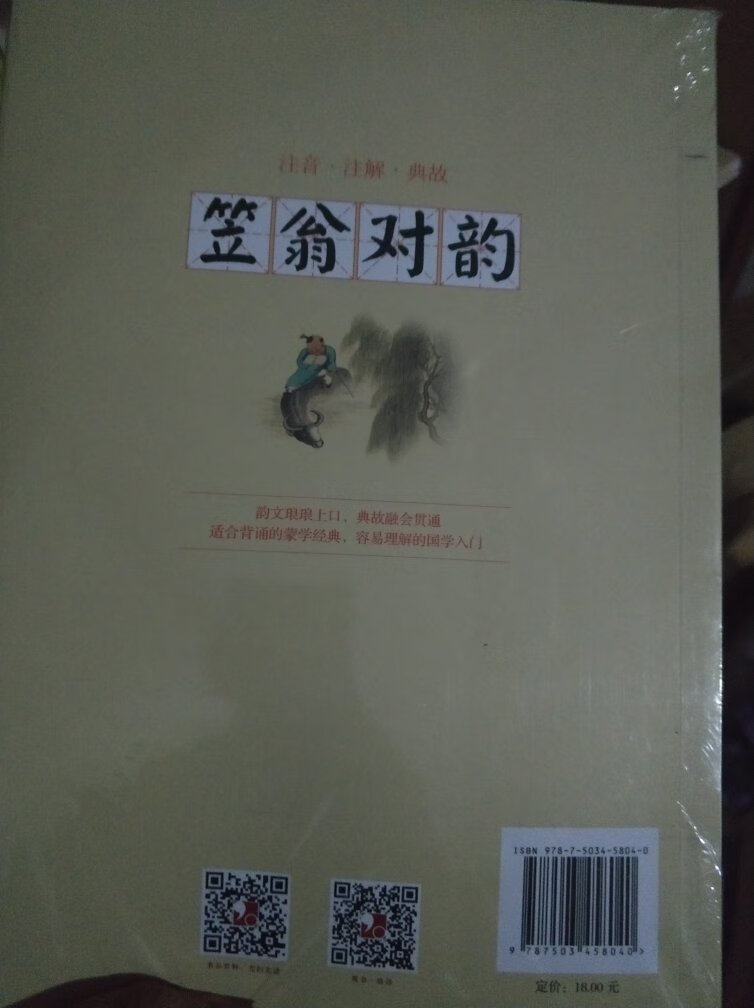 注音·注解·典故
笠翁对韵
韵文琅琅上口，典故融会贯通
适合背诵的蒙学经典，容易理解的国学入门
ISBN 978-7-5034-5804-0
9 787503 458040 >
定价：18.00 元